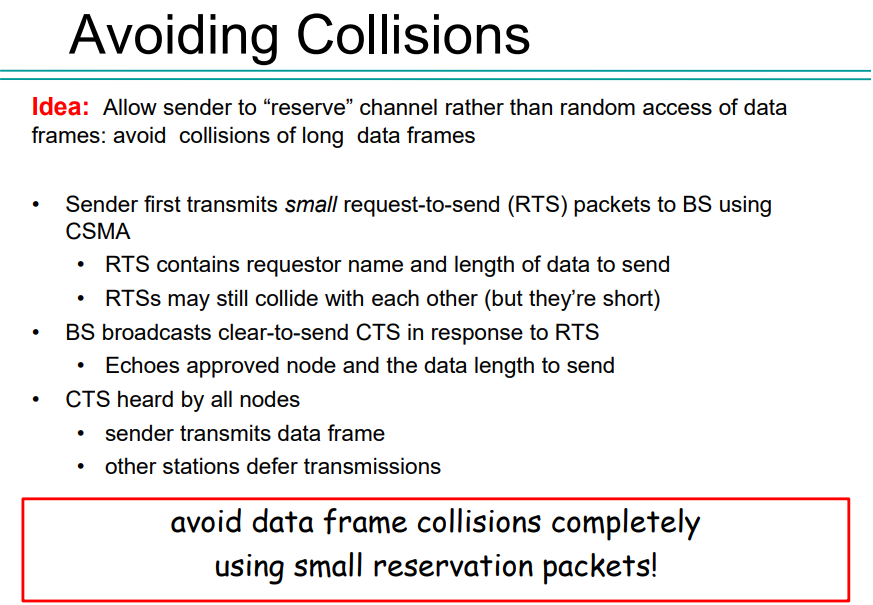 Avoiding Collisions
Idea: Allow sender to “reserve” channel rather than random access of data
frames: avoid collisions of long data frames
• Sender first transmits small request-to-send (RTS) packets to BS using
CSMA
• RTS contains requestor name and length of data to send
• RTSs may still collide with each other (but they’re short)
• BS broadcasts clear-to-send CTS in response to RTS
• Echoes approved node and the data length to send
• CTS heard by all nodes
• sender transmits data frame
• other stations defer transmissions
avoid data frame collisions completely
using small reservation packets!